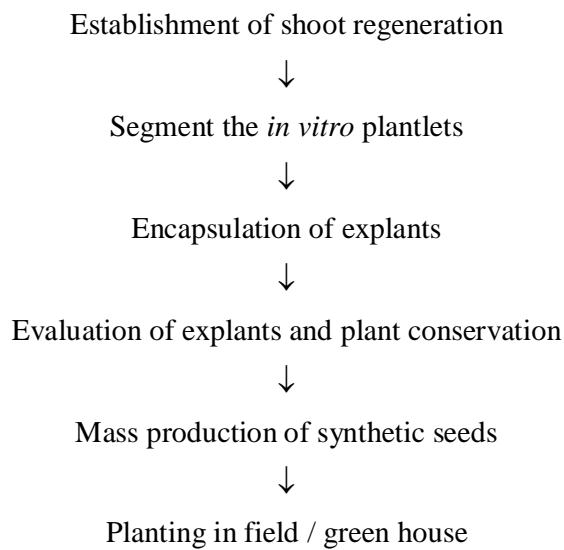 Establishment of shoot regeneration
↓
Segment the in vitro plantlets
↓
Encapsulation of explants
↓
Evaluation of explants and plant conservation
↓
Mass production of synthetic seeds
↓
Planting in field / green house